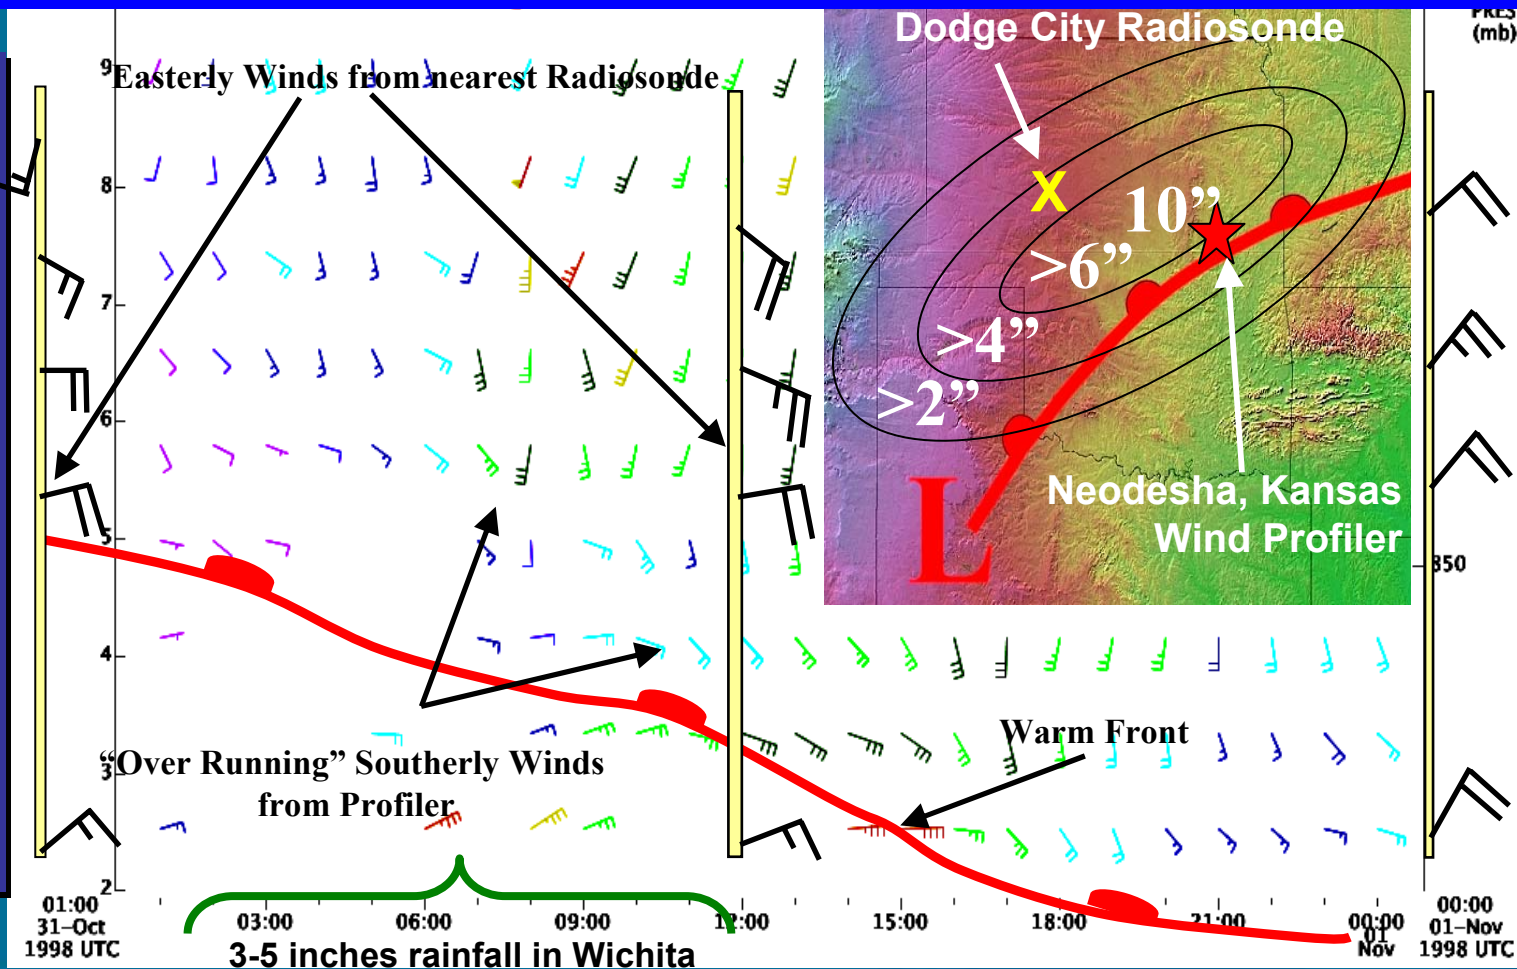 Dodge City Radiosonde
PRES
(mb)
Easterly Winds from nearest Radiosonde
9
8
7
6
5
4
3
2
X
10”
>6”
>4”
>2”
L
Neodesha, Kansas
Wind Profiler
850
Warm Front
“Over Running” Southerly Winds
from Profiler
01:00
31–Oct
1998 UTC
03:00
06:00
09:00
12:00
15:00
18:00
21:00
00:00
01
Nov
00:00
01–Nov
1998 UTC
3-5 inches rainfall in Wichita